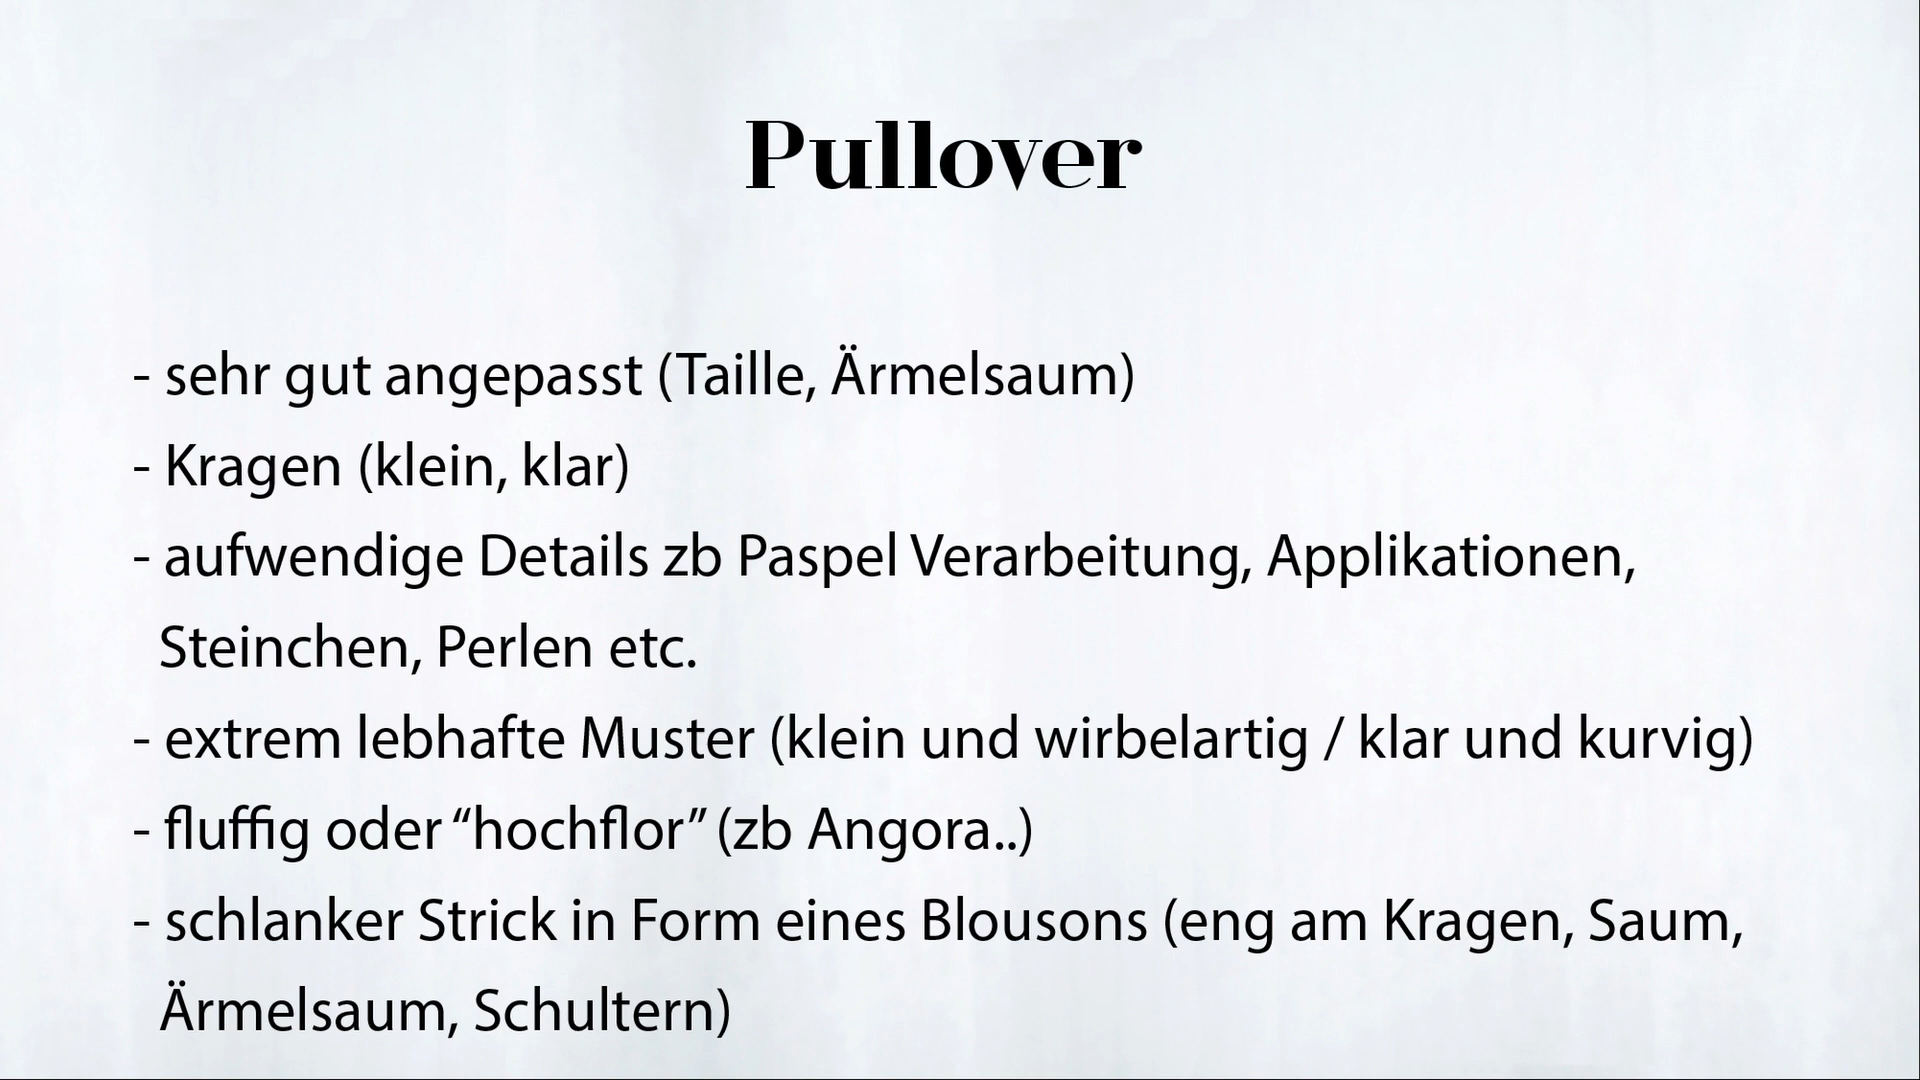 Pullover
- sehr gut angepasst (Taille, Ärmelsaum)
- Kragen (klein, klar)
- aufwendige Details zb Paspel Verarbeitung, Applikationen,
Steinchen, Perlen etc.
- extrem lebhafte Muster (klein und wirbelartig / klar und kurvig)
- fluffig oder “hochflor” (zb Angora..)
- schlanker Strick in Form eines Blousons (eng am Kragen, Saum,
Ärmelsaum, Schultern)